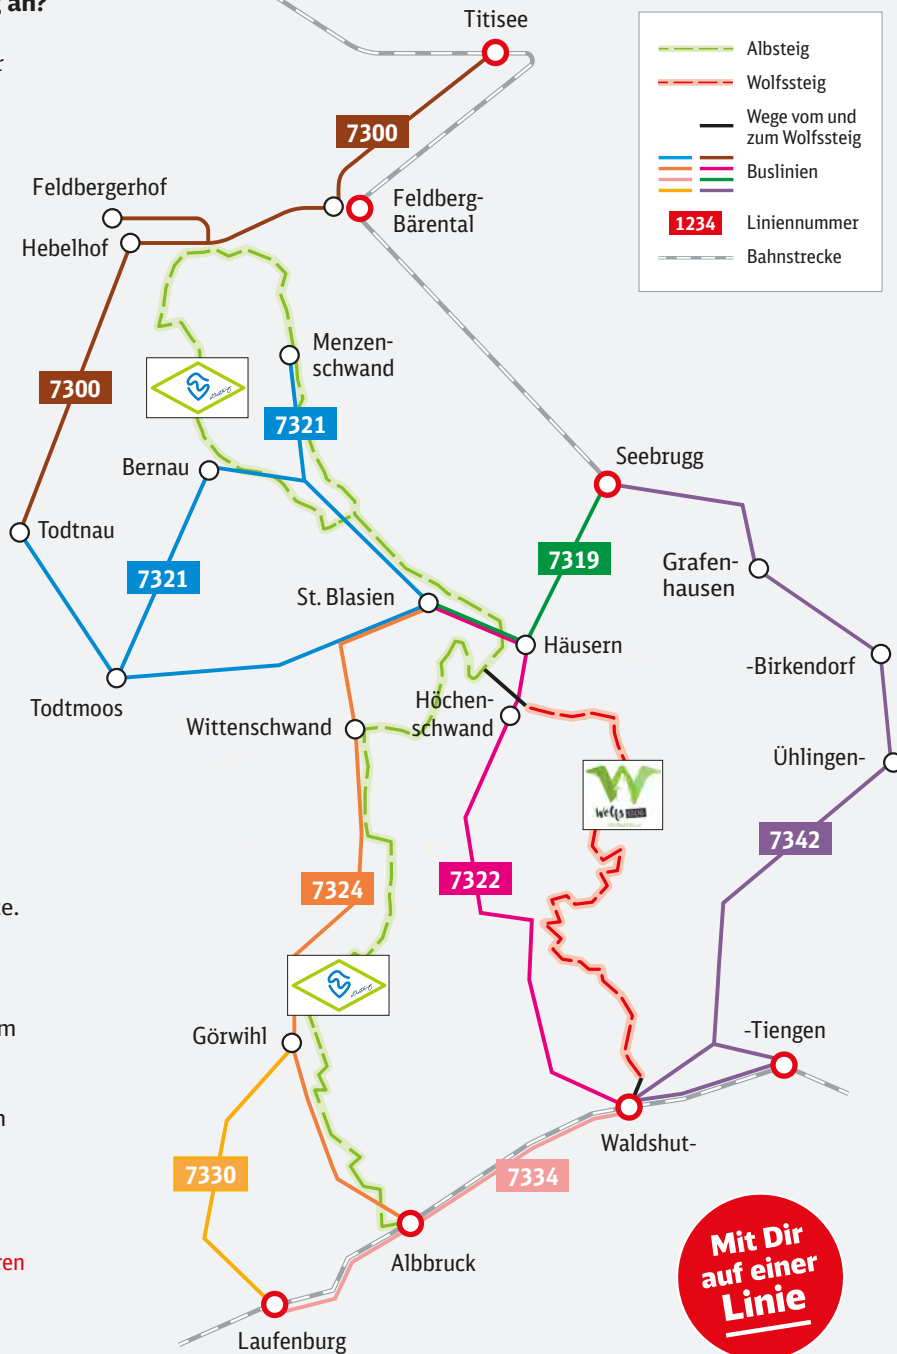 an?
r
e.
m
n
ren
Titisee
7300
Feldbergerhof
Hebelhof
Feldberg-
Bärental
Albsteig
Wolfssteig
Wege vom und
zum Wolfssteig
Buslinien
1234
Liniennummer
Bahnstrecke
7300
Menzen-
schwand
7321
Bernau
Todtnau
7321
Todtmoos
St. Blasien
Seebrugg
7319
Häusern
Grafen-
hausen
-Birkendorf
Ühlingen-
Höchen-
schwand
Wittenschwand
Wolfs
7342
7324
7322
Görwihl
-Tiengen
Waldshut-
7330
7334
Albbruck
Laufenburg
Mit Dir
auf einer
Linie